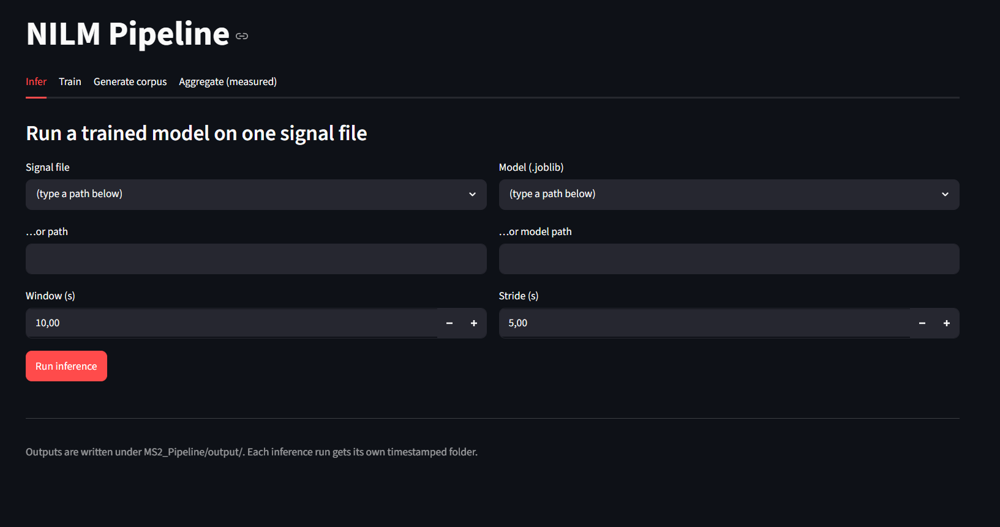 NILM Pipeline
Infer Train Generate corpus Aggregate (measured)
Run a trained model on one signal file
Signal file
Model (.joblib)
(type a path below)
(type a path below)
...or path
...or model path
Window (s)
Stride (s)
10,00
5,00
Run inference
Outputs are written under MS2_Pipeline/output/. Each inference run gets its own timestamped folder.